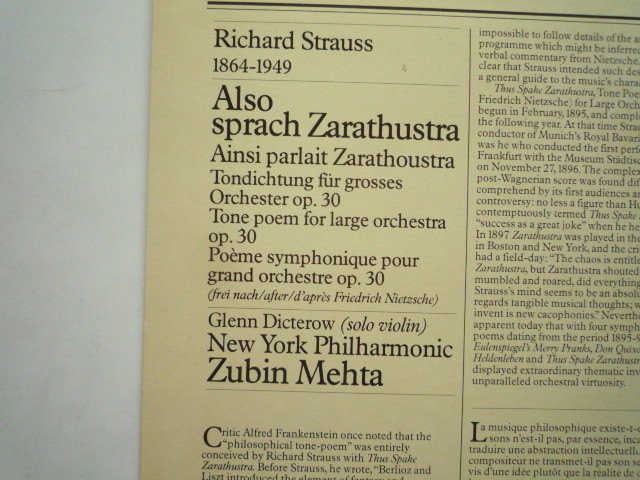 Richard Strauss
1864-1949
Also
sprach Zarathustra
Ainsi parlait Zarathoustra
Tondichtung für grosses
Orchester op. 30
Tone poem for large orchestra
op. 30
Poème symphonique pour
grand orchestre op. 30
(frei nach/after/d'après Friedrich Nietzsche)
Glenn Dicterow (solo violin)
New York Philharmonic
Zubin Mehta
Critic Alfred Frankenstein once noted that the
"philosophical tone-poem" was entirely
conceived by Richard Strauss with Thus Spake
Zarathustra. Before Strauss, he wrote, "Berlioz and
Liszt introduced the element of fantasy and
impossible to follow details of the
programme which might be inferred
verbal commentary from Nietzsche,
clear that Strauss intended such des
a general guide to the music's chara
Thus Spake Zarathustra, Tone Poe
Friedrich Nietzsche) for Large Orch
begun in February, 1895, and compl
the following year. At that time Strau
conductor of Munich's Royal Bavari
was he who conducted the first perf
Frankfurt with the Museum Städtisc
on November 27, 1896. The complex
post-Wagnerian score was found dif
comprehend by its first audiences a
controversy: no less a figure than Hu
contemptuously termed Thus Spake
"success as a great joke" when he he
In 1897 Zarathustra was played in the
in Boston and New York, and the cri
had a field-day: "The chaos is entitle
Zarathustra, but Zarathustra shouted
mumbled and roared, did everything
Strauss's mind seems to be an absolu
regards tangible musical thoughts; w
invent is new cacophonies." Neverthe
apparent today that with four symph
poems dating from the period 1895-9
Eulenspiegel's Merry Pranks, Don Quixo
Heldenleben and Thus Spake Zarathustr
displayed extraordinary thematic inv
unparalleled orchestral virtuosity.
La musique philosophique existe-t-e
sons n'est-il pas, par essence, inca
traduire une abstraction intellectuelle
compositeur ne transmet-il pas son s
vis d'une idée plutôt que la réalité de c